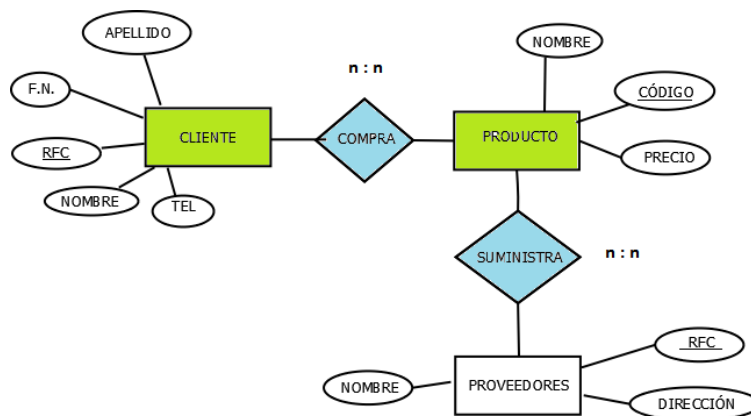 APELLIDO
n : n
NOMBRE
F.N.
CÓDIGO
CLIENTE
COMPRA
PRODUCTO
RFC
PRECIO
NOMBRE
TEL
SUMINISTRA
n : n
RFC
NOMBRE
PROVEEDORES
DIRECCIÓN